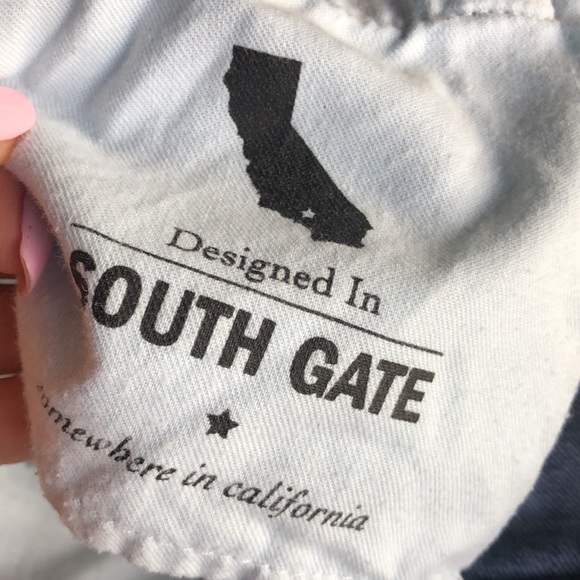 Designed In
SOUTH GATE
somewhere in california